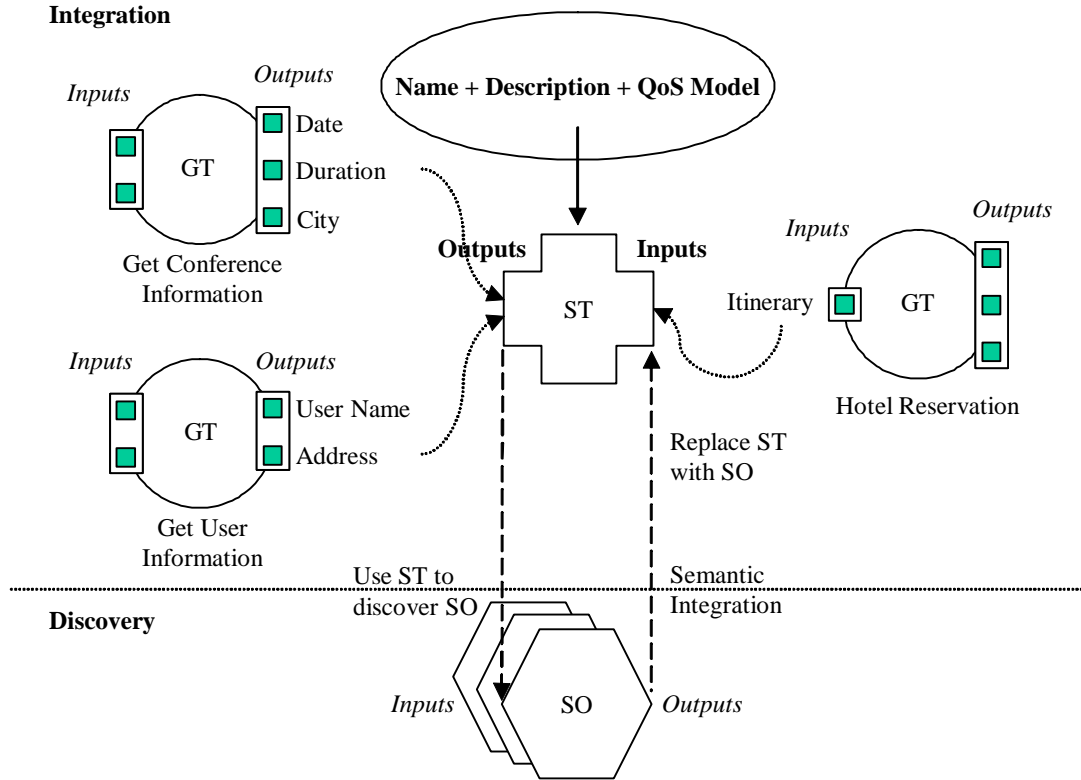 Integration
Name + Description + QoS Model
Inputs
Outputs
GT
Date
Duration
City
Get Conference
Information
Outputs
Inputs
ST
Inputs
Outputs
Itinerary
GT
Hotel Reservation
Inputs
Outputs
GT
User Name
Address
Get User
Information
Replace ST
with SO
Use ST to
discover SO
Semantic
Integration
Discovery
Inputs
SO
Outputs